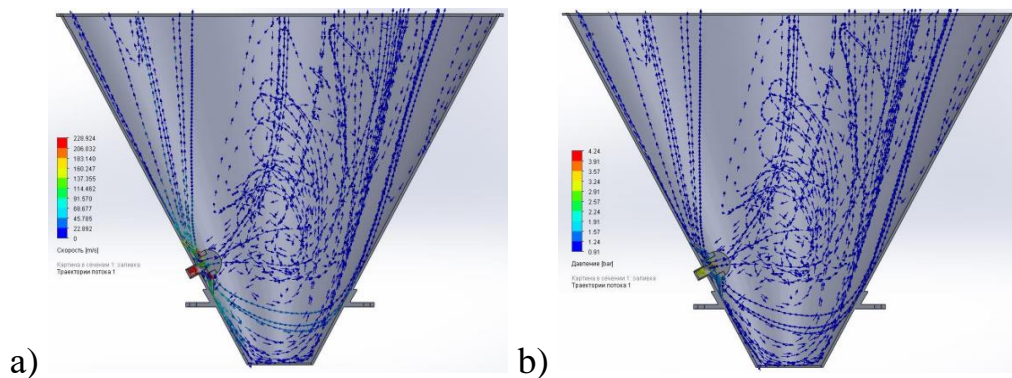 228.924
206.032
183.140
160.247
137.355
114.462
91.570
68.677
45.785
22.892
0
Скорость [m/s]
Картина в сечении 1: заливка
Траектории потока 1
a)
4.24
3.91
3.57
3.24
2.91
2.57
2.24
1.91
1.57
1.24
0.91
Давление [bar]
Картина в сечении 1: заливка
Траектории потока 1
b)